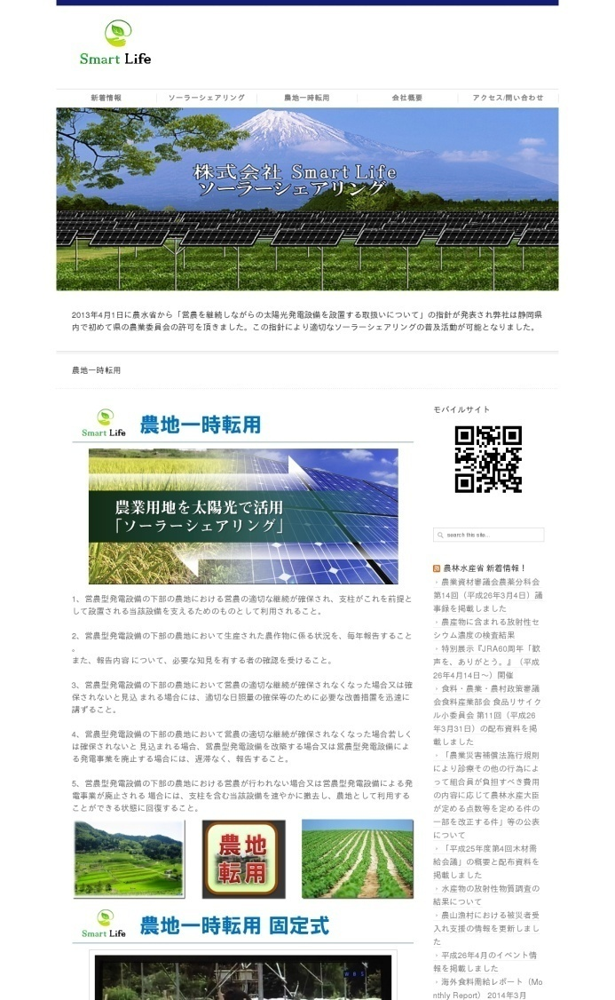 Smart Life
新着情報
ソーラーシェアリング
農地一時転用
会社概要
アクセス/問い合わせ
株式会社 Smart Life
ソーラーシェアリング
2013年4月1日に農水省から「営農を継続しながらの太陽光発電設備を設置する取扱いについて」の指針が発表され弊社は静岡県
内で初めて県の農業委員会の許可を頂きました。この指針により適切なソーラーシェアリングの普及活動が可能となりました。
農地一時転用
Smart Life
農地一時転用
農業用地を太陽光で活用
「ソーラーシェアリング」
1、営農型発電設備の下部の農地における営農の適切な継続が確保され、支柱がこれを前提と
して設置される当該設備を支えるためのものとして利用されること。
2、営農型発電設備の下部の農地において生産された農作物に係る状況を、毎年報告すること
。
また、報告内容 について、必要な知見を有する者の確認を受けること。
3、営農型発電設備の下部の農地において営農の適切な継続が確保されなくなった場合又は確
保されないと見込 まれる場合には、適切な日照量の確保等のために必要な改善措置を迅速に
講ずること。
4、営農型発電設備の下部の農地において営農の適切な継続が確保されなくなった場合若しく
は確保されないと 見込まれる場合、営農型発電設備を改築する場合又は営農型発電設備によ
る発電事業を廃止する場合には、遅滞なく、報告すること。
5、営農型発電設備の下部の農地における営農が行われない場合又は営農型発電設備による発
電事業が廃止される 場合には、支柱を含む当該設備を速やかに撤去し、農地として利用する
ことができる状態に回復すること。
農地
転用
Smart Life
農地一時転用 固定式
WBS
モバイルサイト
search this site...
農林水産省 新着情報！
農業資材審議会農薬分科会
第14回（平成26年3月4日）議
事録を掲載しました
農産物に含まれる放射性セ
シウム濃度の検査結果
特別展示『JRA60周年「歓
声を、ありがとう。』（平成
26年4月14日～）開催
食料・農業・農村政策審議
会食料産業部会 食品リサイク
ル小委員会 第11回（平成26
年3月31日）の配布資料を掲
載しました
「農業災害補償法施行規則
により診療その他の行為によ
って組合員が負担すべき費用
の内容に応じて農林水産大臣
が定める点数等を定める件の
一部を改正する件」等の公表
について
「平成25年度第4回木材需
給会議」の概要と配布資料を
掲載しました
水産物の放射性物質調査の
結果について
農山漁村における被災者受
入れ支援の情報を更新しまし
た
平成26年4月のイベント情
報を掲載しました
海外食料需給レポート（Mo
nthly Report） 2014年3月